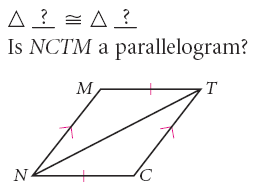 △ ? ≅ △ ?
Is NCTM a parallelogram?
M T
N C